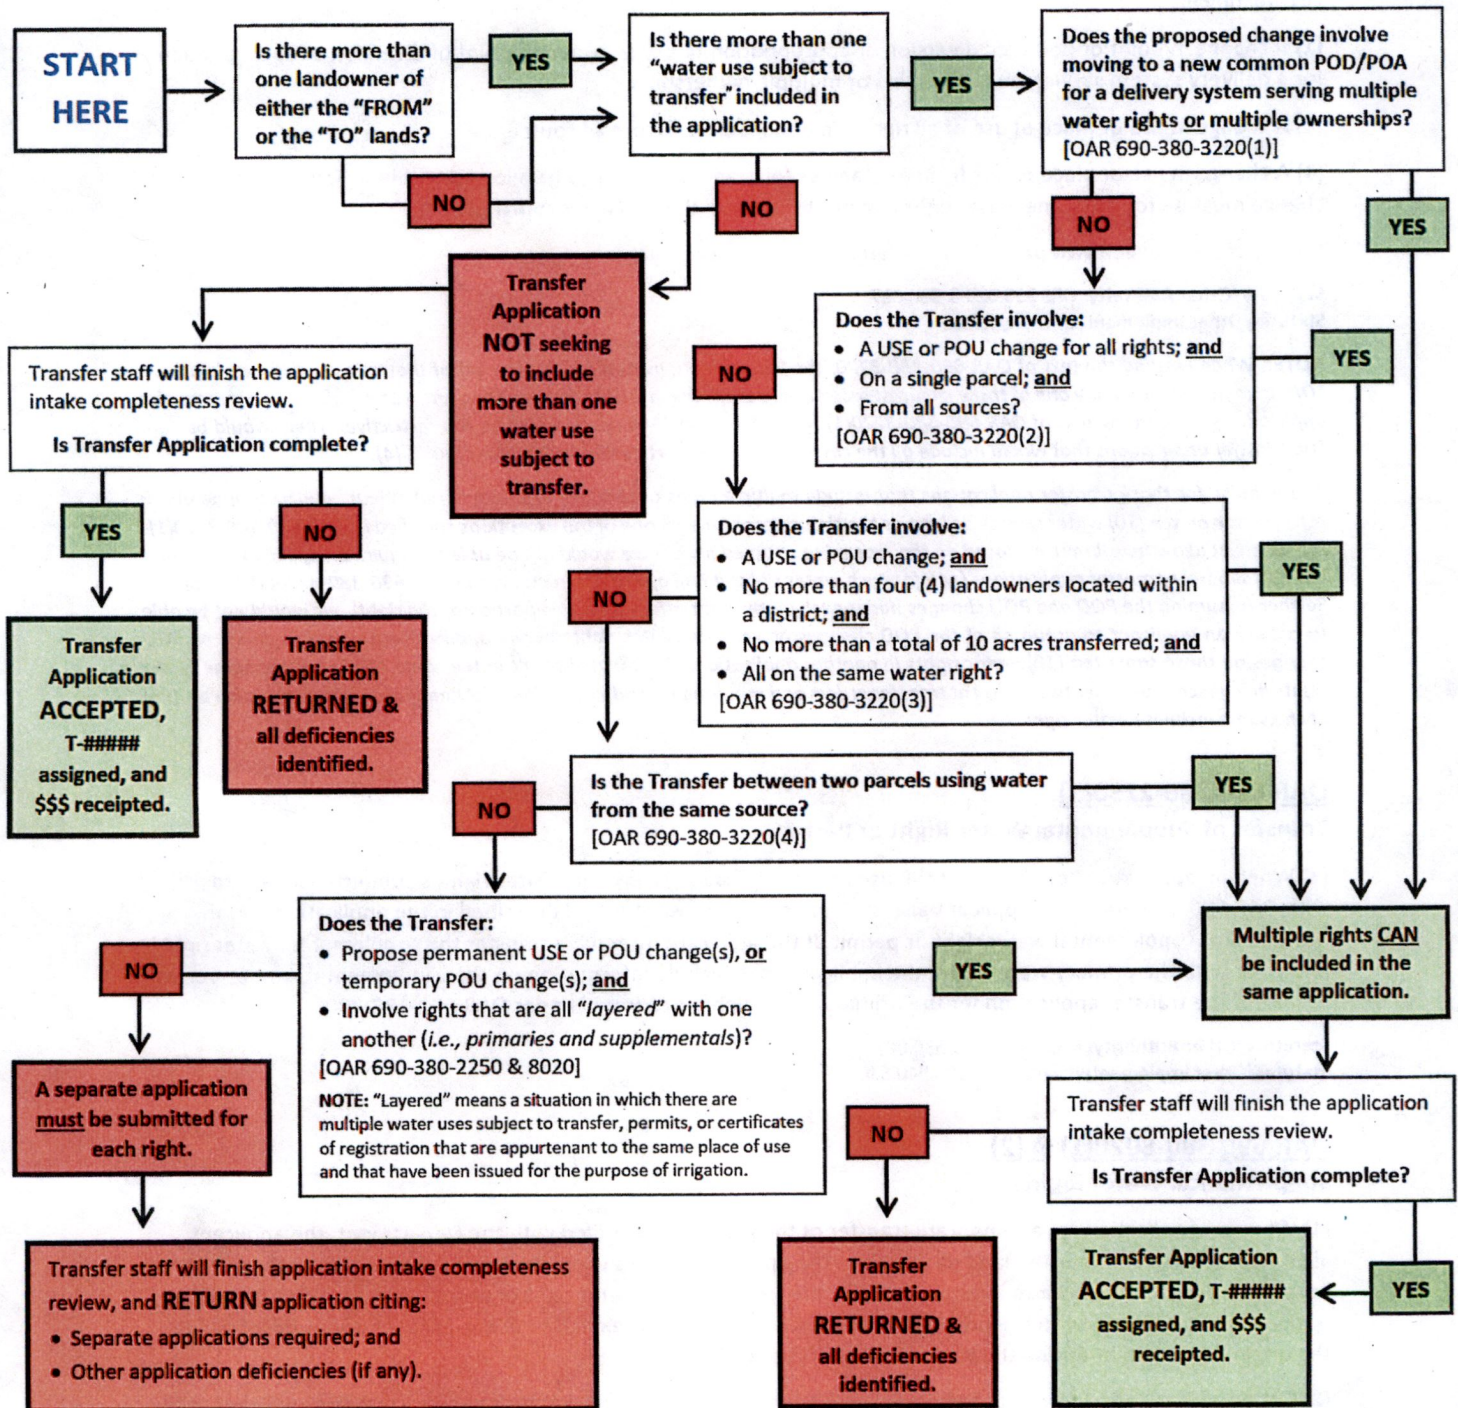 START
HERE
Is there more than
one landowner of
either the “FROM”
or the “TO” lands?
YES
NO
Is there more than one
“water use subject to
transfer” included in
the application?
YES
NO
Does the proposed change involve
moving to a new common POD/POA
for a delivery system serving multiple
water rights or multiple ownerships?
[OAR 690-380-3220(1)]
NO
YES
Transfer
Application
NOT seeking
to include
more than one
water use
subject to
transfer.
Does the Transfer involve:
• A USE or POU change for all rights; and
• On a single parcel; and
• From all sources?
[OAR 690-380-3220(2)]
NO
YES
Transfer staff will finish the application
intake completeness review.
Is Transfer Application complete?
YES
NO
Transfer
Application
ACCEPTED,
T-#####
assigned, and
$$$ receipted.
Transfer
Application
RETURNED &
all deficiencies
identified.
Does the Transfer involve:
• A USE or POU change; and
• No more than four (4) landowners located within
a district; and
• No more than a total of 10 acres transferred; and
• All on the same water right?
[OAR 690-380-3220(3)]
NO
YES
Is the Transfer between two parcels using water
from the same source?
[OAR 690-380-3220(4)]
NO
YES
Does the Transfer:
• Propose permanent USE or POU change(s), or
temporary POU change(s); and
• Involve rights that are all “layered” with one
another (i.e., primaries and supplementals)?
[OAR 690-380-2250 & 8020]
NOTE: “Layered” means a situation in which there are
multiple water uses subject to transfer, permits, or certificates
of registration that are appurtenant to the same place of use
and that have been issued for the purpose of irrigation.
NO
YES
Multiple rights CAN
be included in the
same application.
A separate application
must be submitted for
each right.
Transfer staff will finish the application
intake completeness review.
Is Transfer Application complete?
NO
YES
Transfer staff will finish application intake completeness
review, and RETURN application citing:
• Separate applications required; and
• Other application deficiencies (if any).
Transfer
Application
RETURNED &
all deficiencies
identified.
Transfer Application
ACCEPTED, T-#####
assigned, and $$$
receipted.